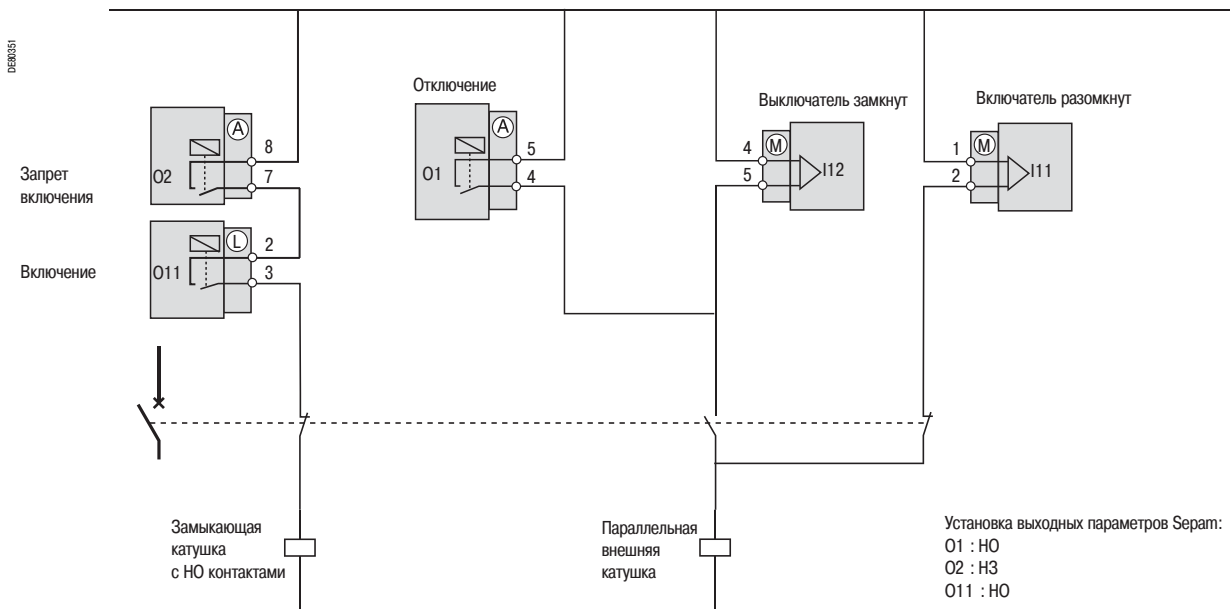 DE80351
Отключение
Выключатель замкнут
Включатель разомкнут
A
8
O2
7
Запрет
включения
A
5
O1
4
M
4
5
I12
M
1
2
I11
L
2
O11
3
Включение
Замыкающая
катушка
с НО контактами
Параллельная
внешняя
катушка
Установка выходных параметров Sepam:
O1 : НО
O2 : НЗ
O11 : НО